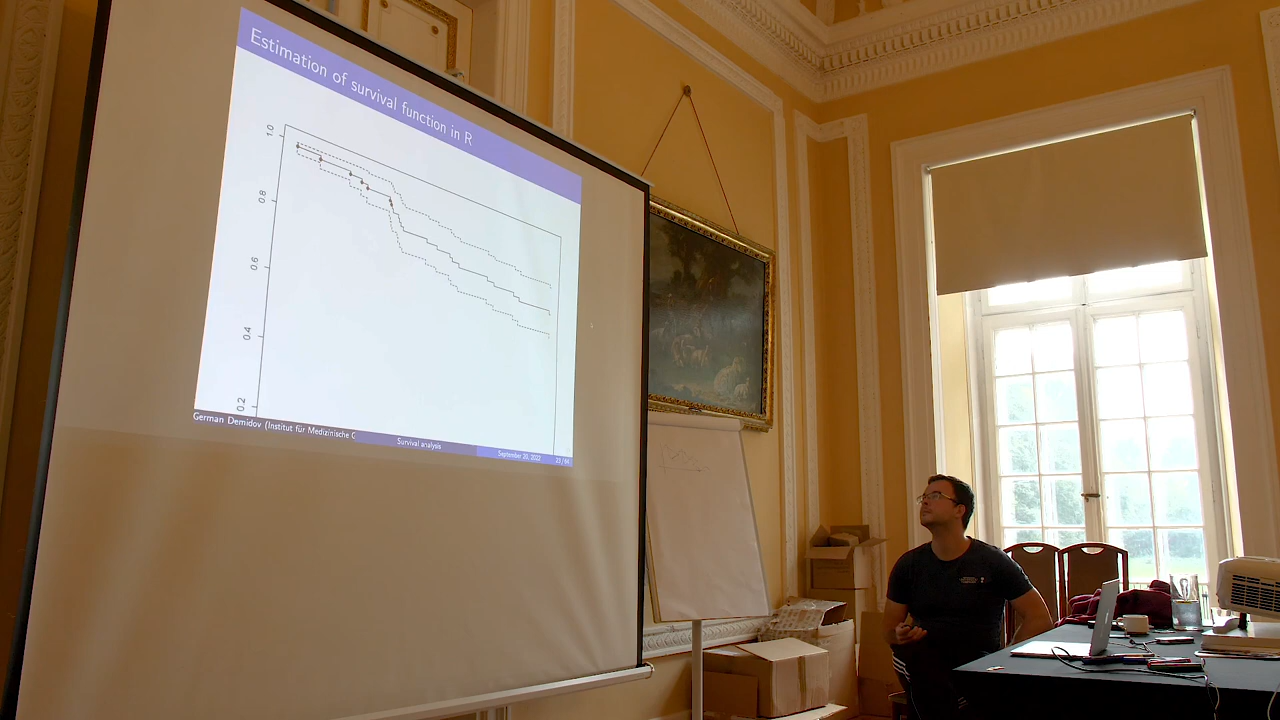 Estimation of survival function in R
1.0
0.8
0.6
0.4
0.2
German Demidov (Institut für Medizinische G
Survival analysis
September 20, 2022